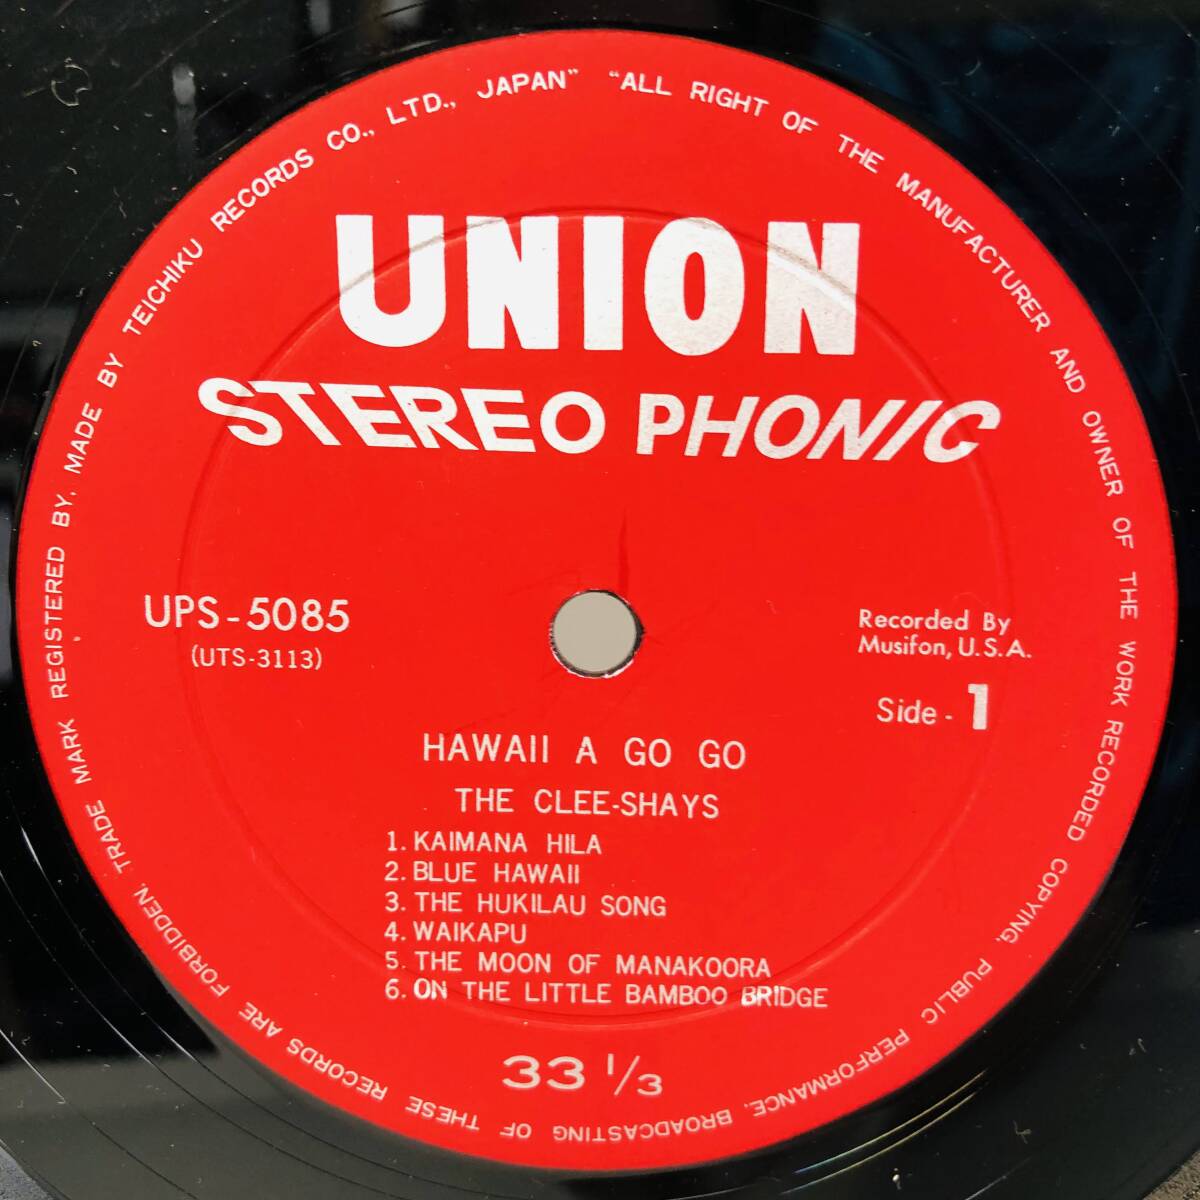 "ALL RIGHT OF THE MANUFACTURER AND OWNER OF THE WORK RECORDED COPYING, PUBLIC PERFORMANCE, BROADCASTING OF THESE RECORDS ARE FORBIDDEN, TRADE MARK REGISTERED BY, MADE BY TEICHIKU RECORDS CO., LTD., JAPAN"
UNION
STEREO PHONIC
UPS-5085
(UTS-3113)
Recorded By
Musifon, U.S.A.
Side - 1
HAWAII A GO GO
THE CLEE-SHAYS
1. KAIMANA HILA
2. BLUE HAWAII
3. THE HUKILAU SONG
4. WAIKAPU
5. THE MOON OF MANAKOORA
6. ON THE LITTLE BAMBOO BRIDGE
33 1/3